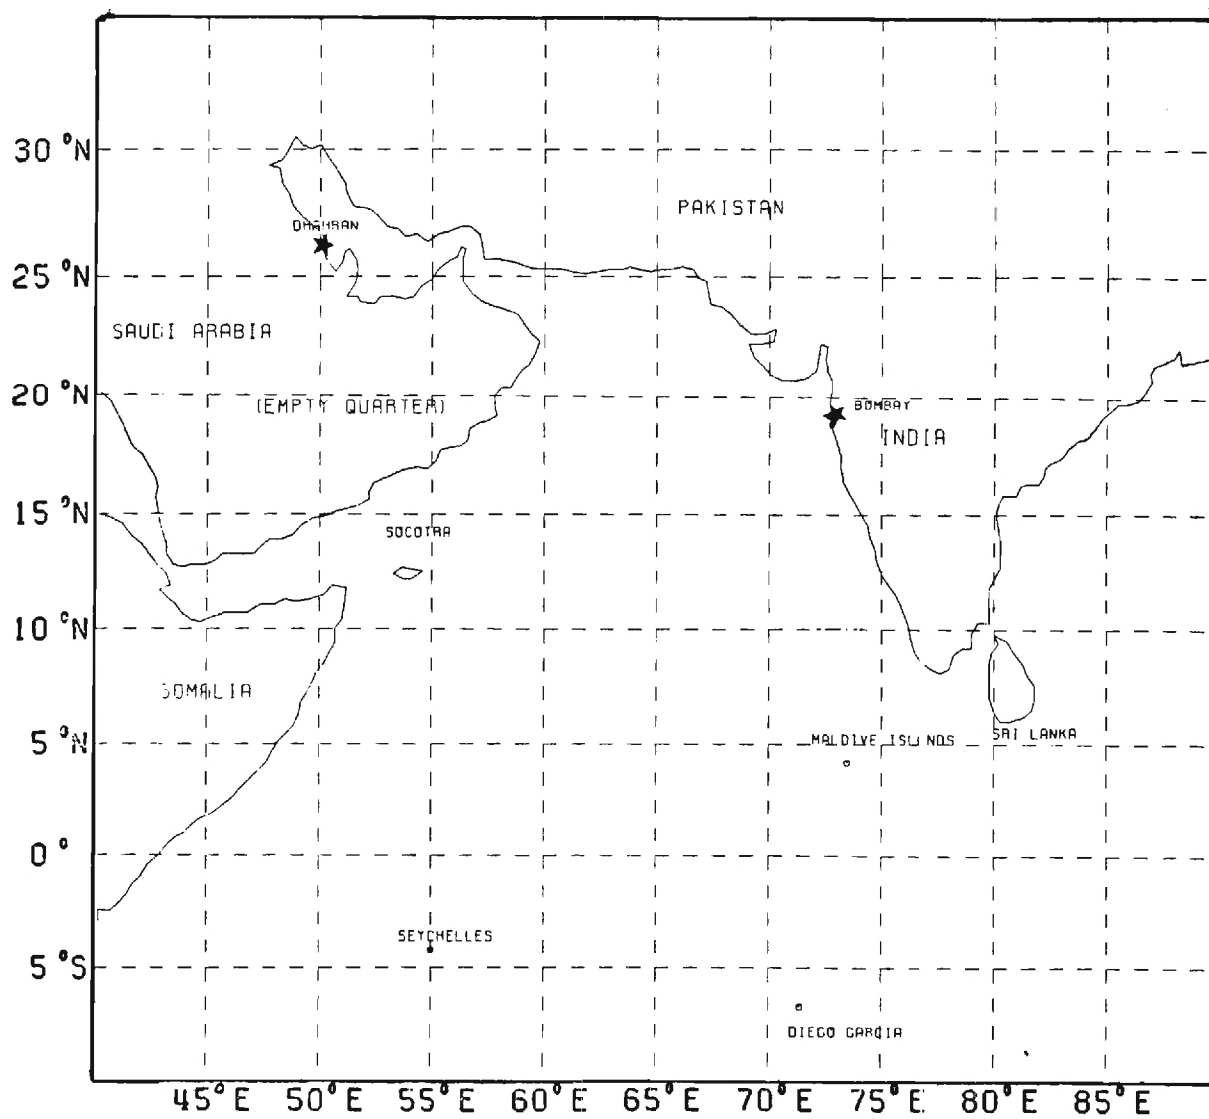 30 °N
PAKISTAN
DHAHRAN
25 °N
SAUDI ARABIA
20 °N
(EMPTY QUARTER)
BOMBAY
INDIA
15 °N
SOCOTRA
10 °N
SOMALIA
5 °N
MALDIVE ISLANDS
SRI LANKA
0 °
SEYCHELLES
5 °S
DIEGO GARCIA
45°E 50°E 55°E 60°E 65°E 70°E 75°E 80°E 85°E